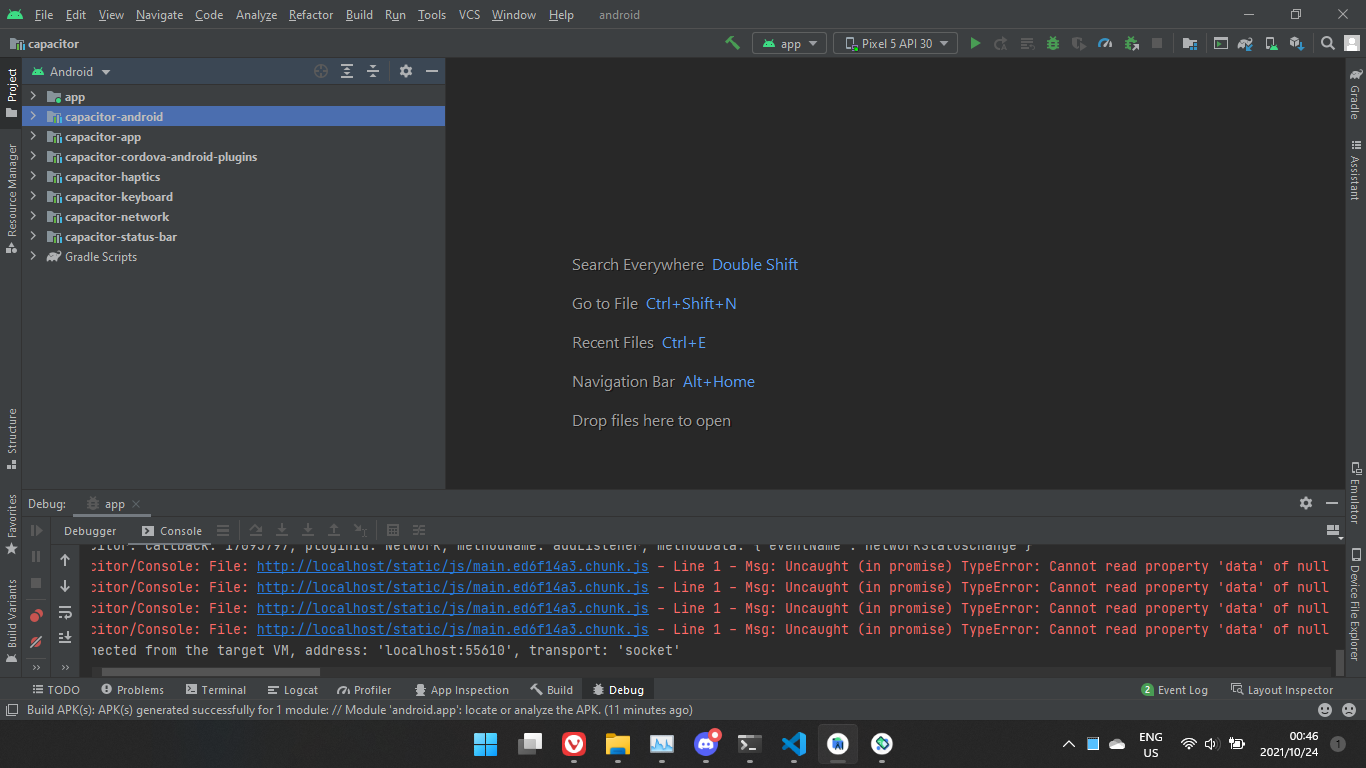 File Edit View Navigate Code Analyze Refactor Build Run Tools VCS Window Help android
capacitor
app
Pixel 5 API 30
Project
Resource Manager
Structure
Favorites
Build Variants
Android
app
capacitor-android
capacitor-app
capacitor-cordova-android-plugins
capacitor-haptics
capacitor-keyboard
capacitor-network
capacitor-status-bar
Gradle Scripts
Search Everywhere Double Shift
Go to File Ctrl+Shift+N
Recent Files Ctrl+E
Navigation Bar Alt+Home
Drop files here to open
Gradle
Assistant
Emulator
Device File Explorer
Debug: app
Debugger Console
citor: callback: 17095797, pluginId: Network, methodName: addListener, methodData: {"eventName":"networkStatusChange"}
citor/Console: File: http://localhost/static/js/main.ed6f14a3.chunk.js - Line 1 - Msg: Uncaught (in promise) TypeError: Cannot read property 'data' of null
citor/Console: File: http://localhost/static/js/main.ed6f14a3.chunk.js - Line 1 - Msg: Uncaught (in promise) TypeError: Cannot read property 'data' of null
citor/Console: File: http://localhost/static/js/main.ed6f14a3.chunk.js - Line 1 - Msg: Uncaught (in promise) TypeError: Cannot read property 'data' of null
citor/Console: File: http://localhost/static/js/main.ed6f14a3.chunk.js - Line 1 - Msg: Uncaught (in promise) TypeError: Cannot read property 'data' of null
nected from the target VM, address: 'localhost:55610', transport: 'socket'
TODO Problems Terminal Logcat Profiler App Inspection Build Debug 2 Event Log Layout Inspector
Build APK(s): APK(s) generated successfully for 1 module: // Module 'android.app': locate or analyze the APK. (11 minutes ago)
ENG
US
00:46
2021/10/24
1